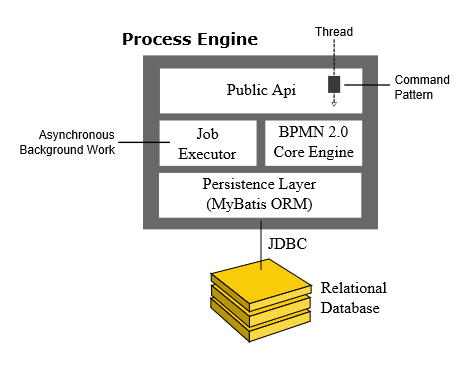 Thread
Process Engine
Public Api
Command
Pattern
Asynchronous
Background Work
Job
Executor
BPMN 2.0
Core Engine
Persistence Layer
(MyBatis ORM)
JDBC
Relational
Database